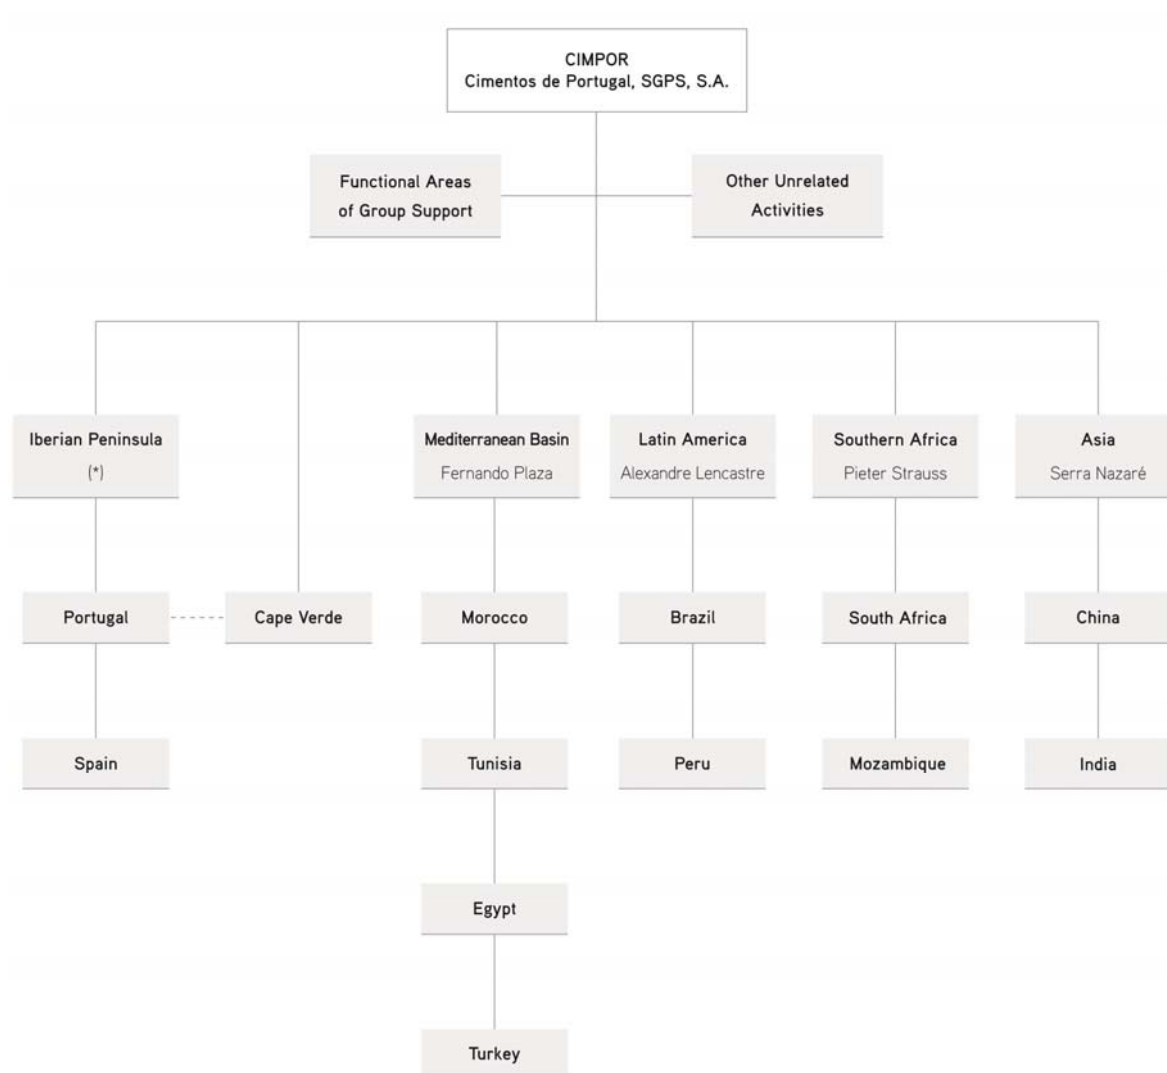 CIMPOR
Cimentos de Portugal, SGPS, S.A.
Functional Areas
of Group Support
Other Unrelated
Activities
Iberian Peninsula
(*)
Mediterranean Basin
Fernando Plaza
Latin America
Alexandre Lencastre
Southern Africa
Pieter Strauss
Asia
Serra Nazaré
Portugal
Cape Verde
Morocco
Brazil
South Africa
China
Spain
Tunisia
Peru
Mozambique
India
Egypt
Turkey